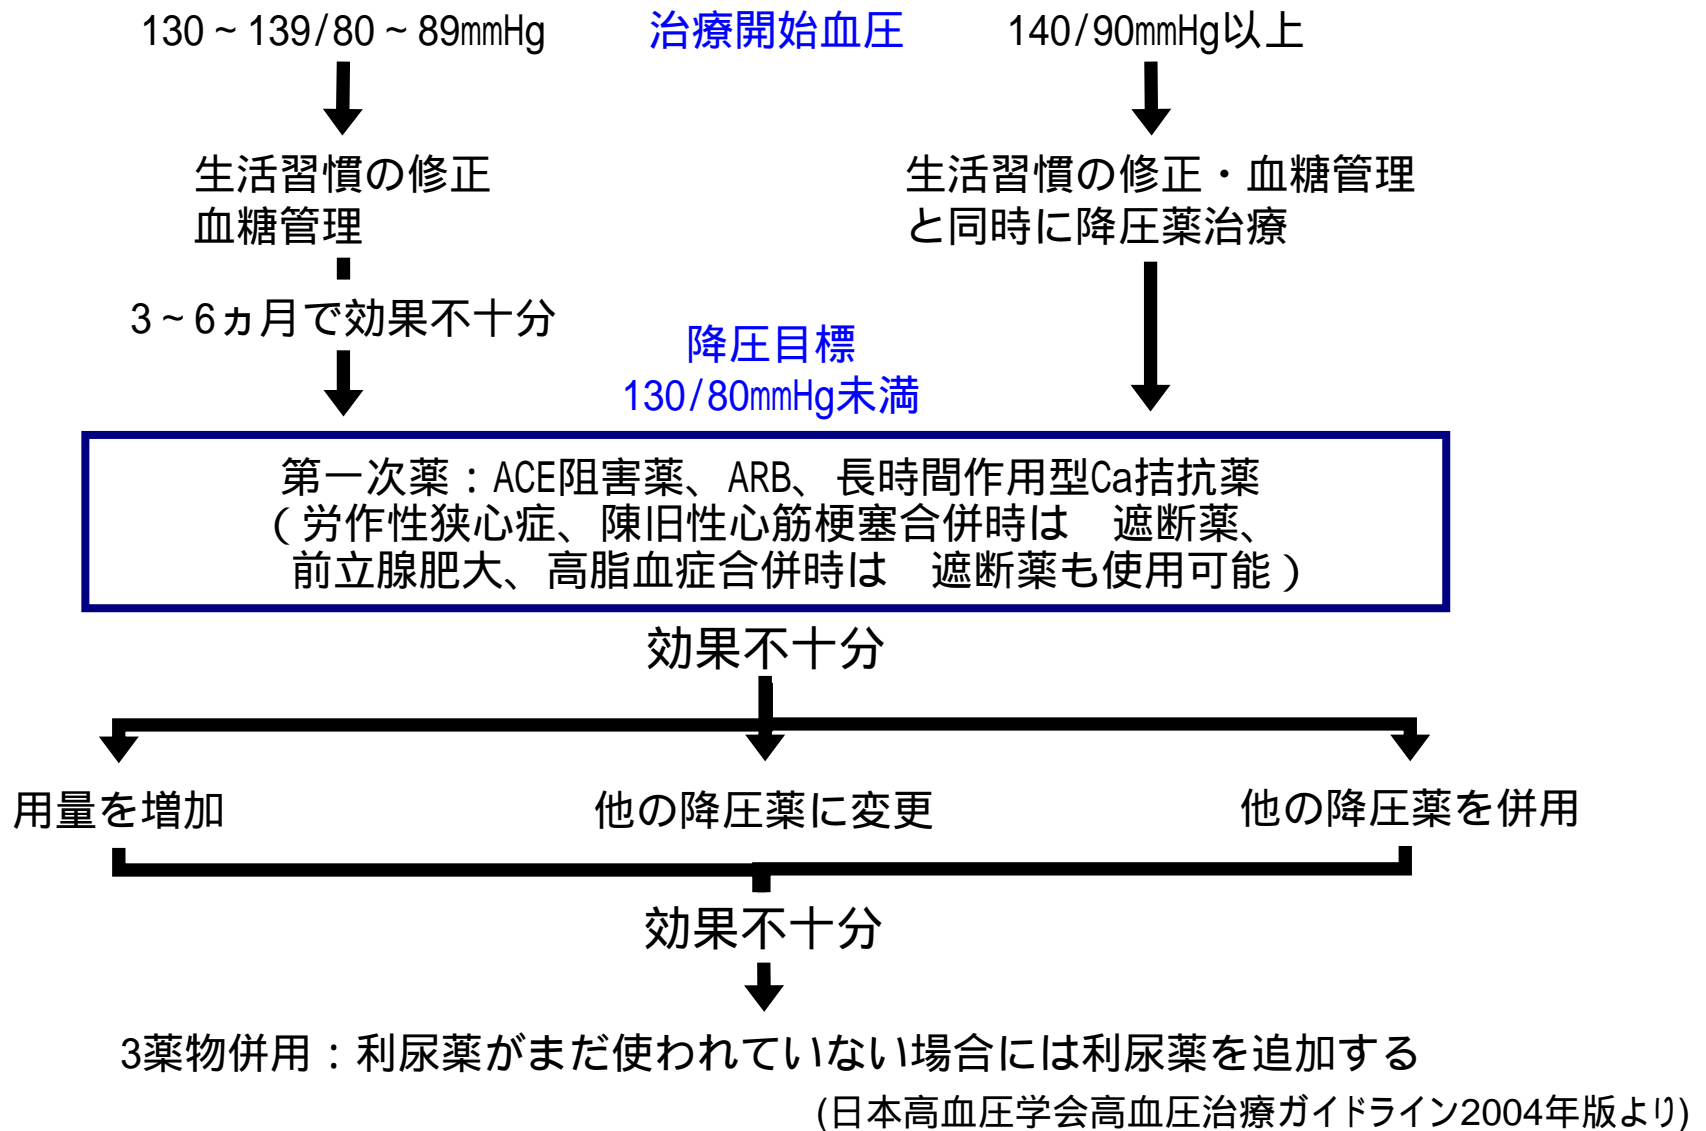 130～139/80～89mmHg
治療開始血圧
140/90mmHg以上
生活習慣の修正
血糖管理
生活習慣の修正・血糖管理
と同時に降圧薬治療
3～6ヵ月で効果不十分
降圧目標
130/80mmHg未満
第一次薬：ACE阻害薬、ARB、長時間作用型Ca拮抗薬
（労作性狭心症、陳旧性心筋梗塞合併時は　遮断薬、
前立腺肥大、高脂血症合併時は　遮断薬も使用可能）
効果不十分
用量を増加
他の降圧薬に変更
他の降圧薬を併用
効果不十分
3薬物併用：利尿薬がまだ使われていない場合には利尿薬を追加する
(日本高血圧学会高血圧治療ガイドライン2004年版より)